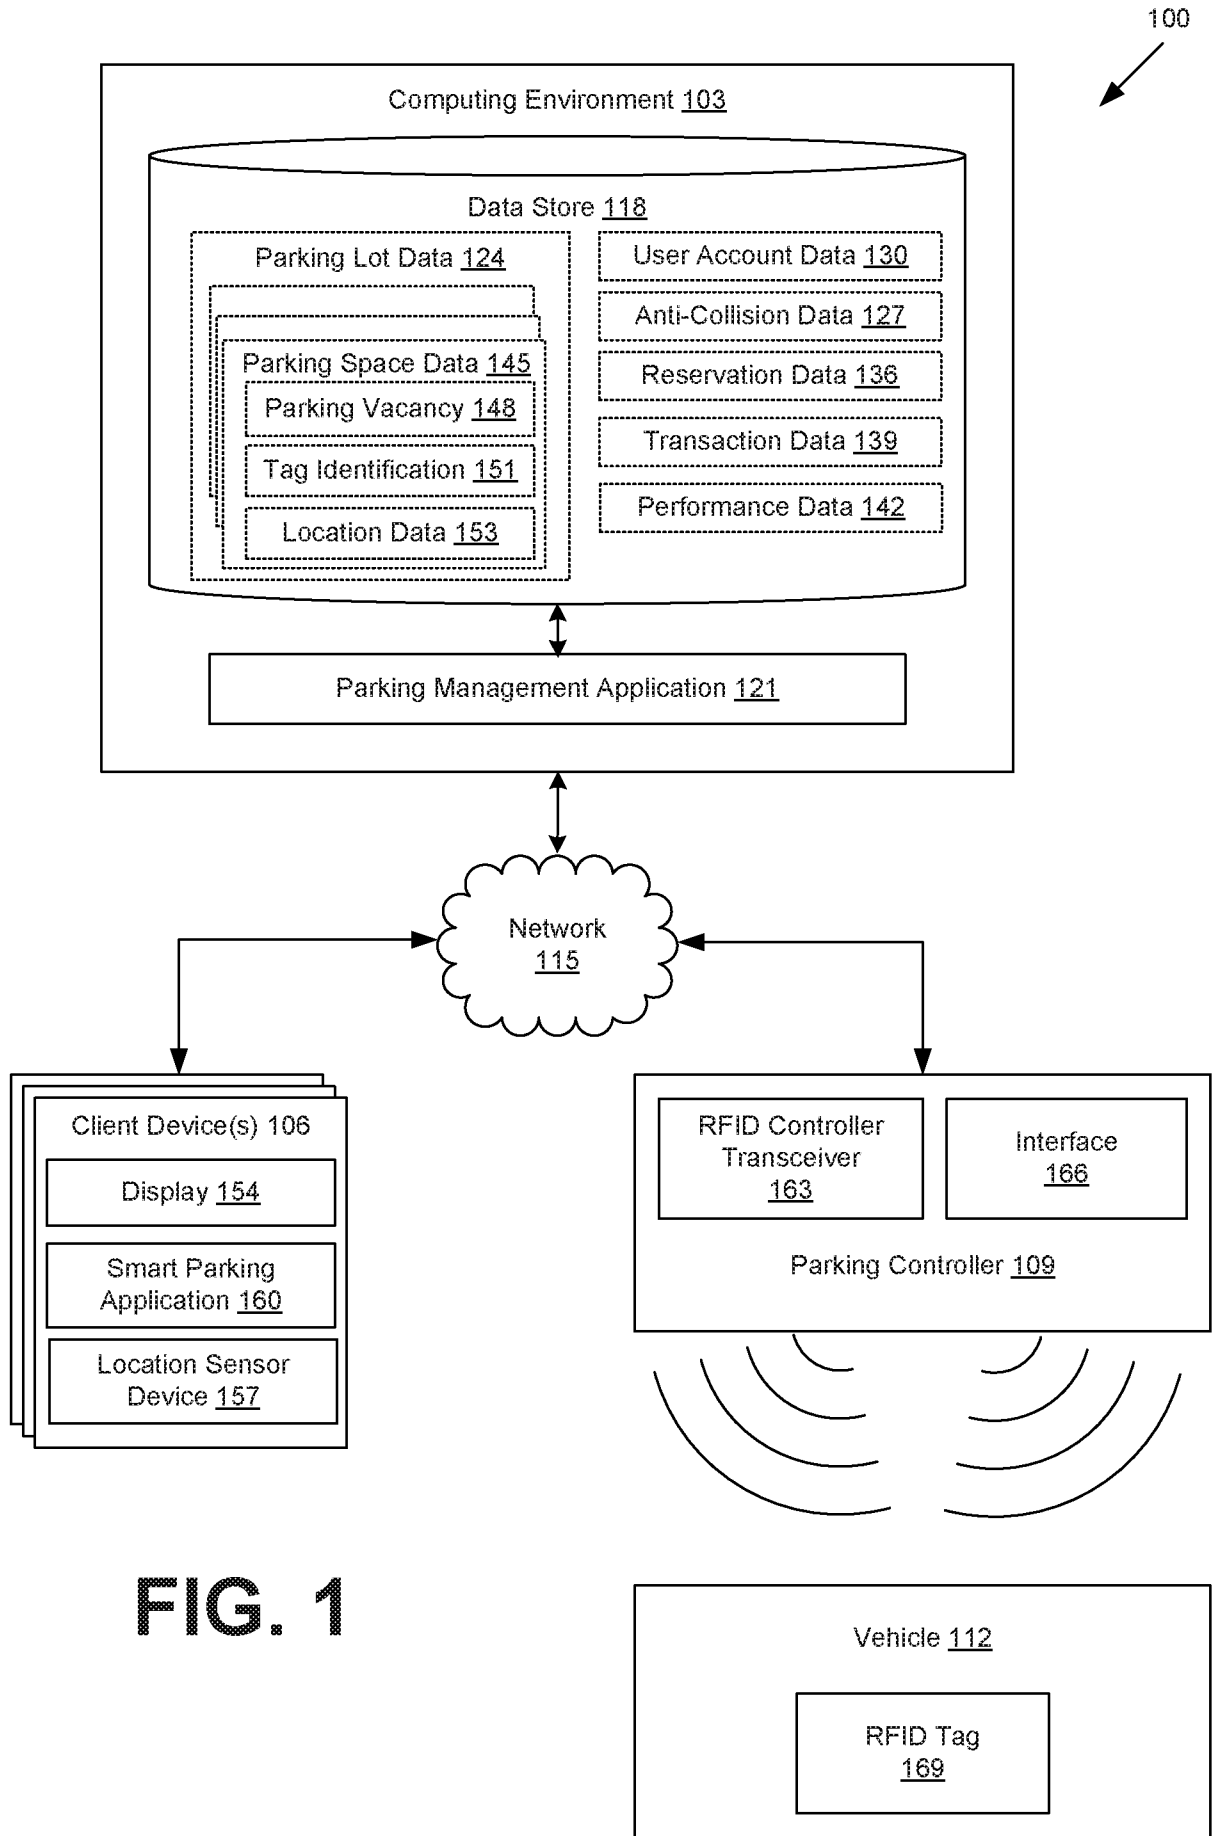 100
Computing Environment 103
Data Store 118
Parking Lot Data 124
Parking Space Data 145
Parking Vacancy 148
Tag Identification 151
Location Data 153
User Account Data 130
Anti-Collision Data 127
Reservation Data 136
Transaction Data 139
Performance Data 142
Parking Management Application 121
Network
115
Client Device(s) 106
Display 154
Smart Parking
Application 160
Location Sensor
Device 157
RFID Controller
Transceiver
163
Interface
166
Parking Controller 109
FIG. 1
Vehicle 112
RFID Tag
169